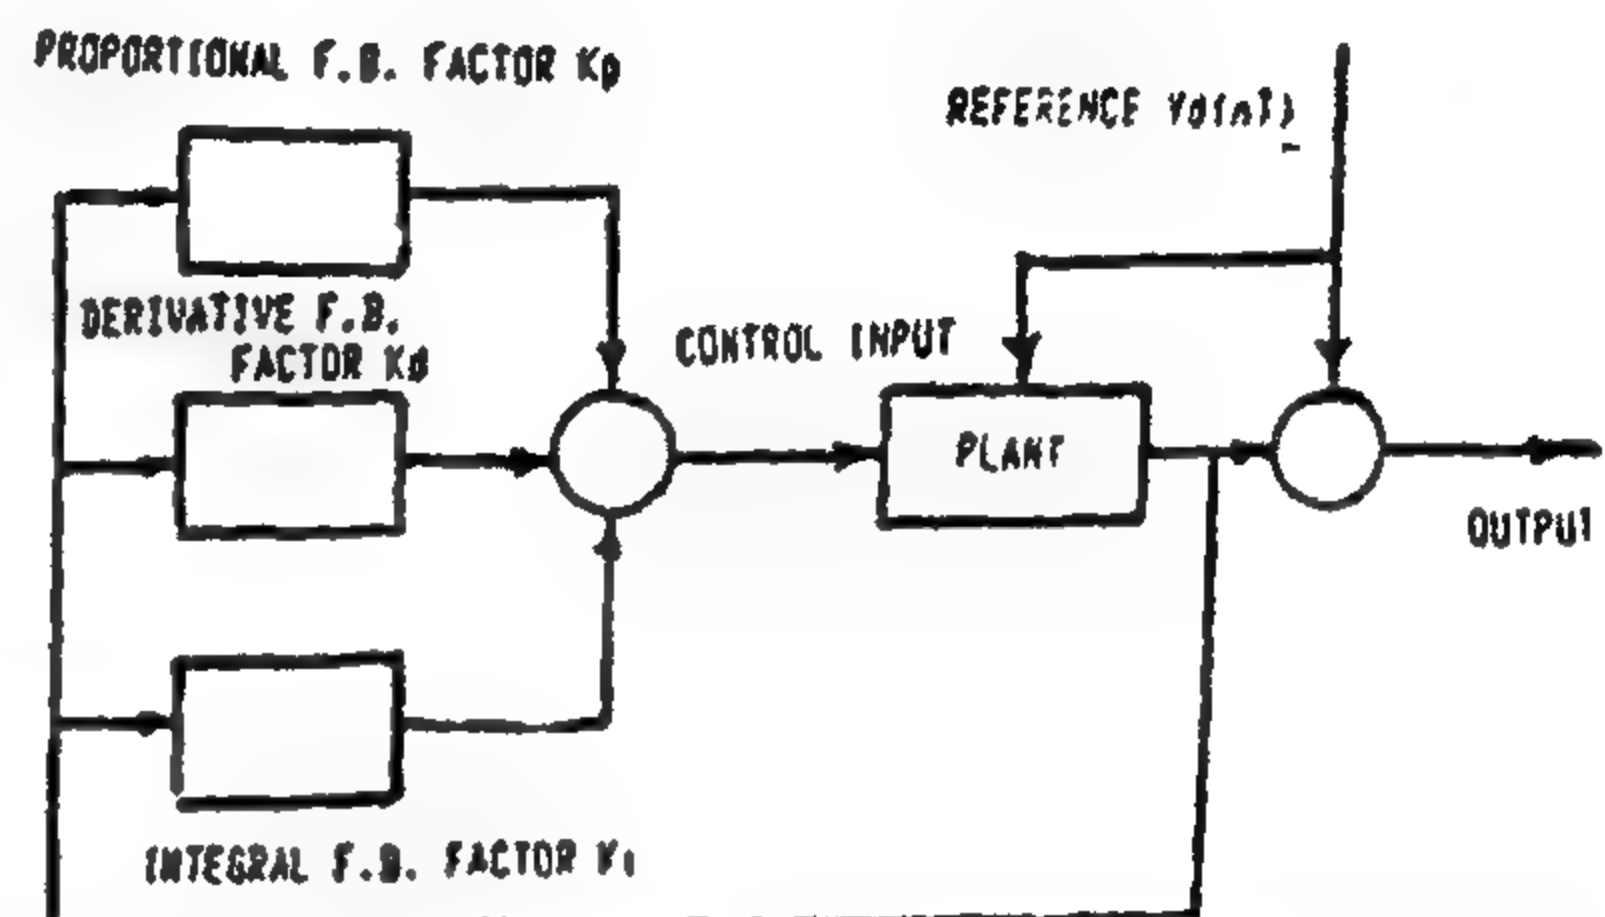 PROPORTIONAL F.B. FACTOR Kp
REFERENCE Yd(nT)
DERIVATIVE F.B.
FACTOR Kd
CONTROL INPUT
PLANT
OUTPUT
INTEGRAL F.B. FACTOR Ki